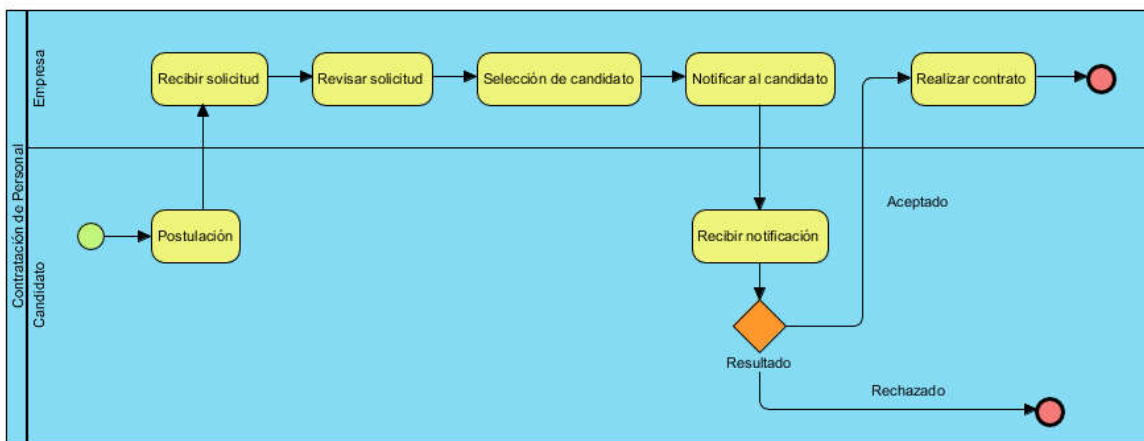 Contratación de Personal
Empresa
Recibir solicitud
Revisar solicitud
Selección de candidato
Notificar al candidato
Realizar contrato
Candidato
Postulación
Recibir notificación
Aceptado
Resultado
Rechazado